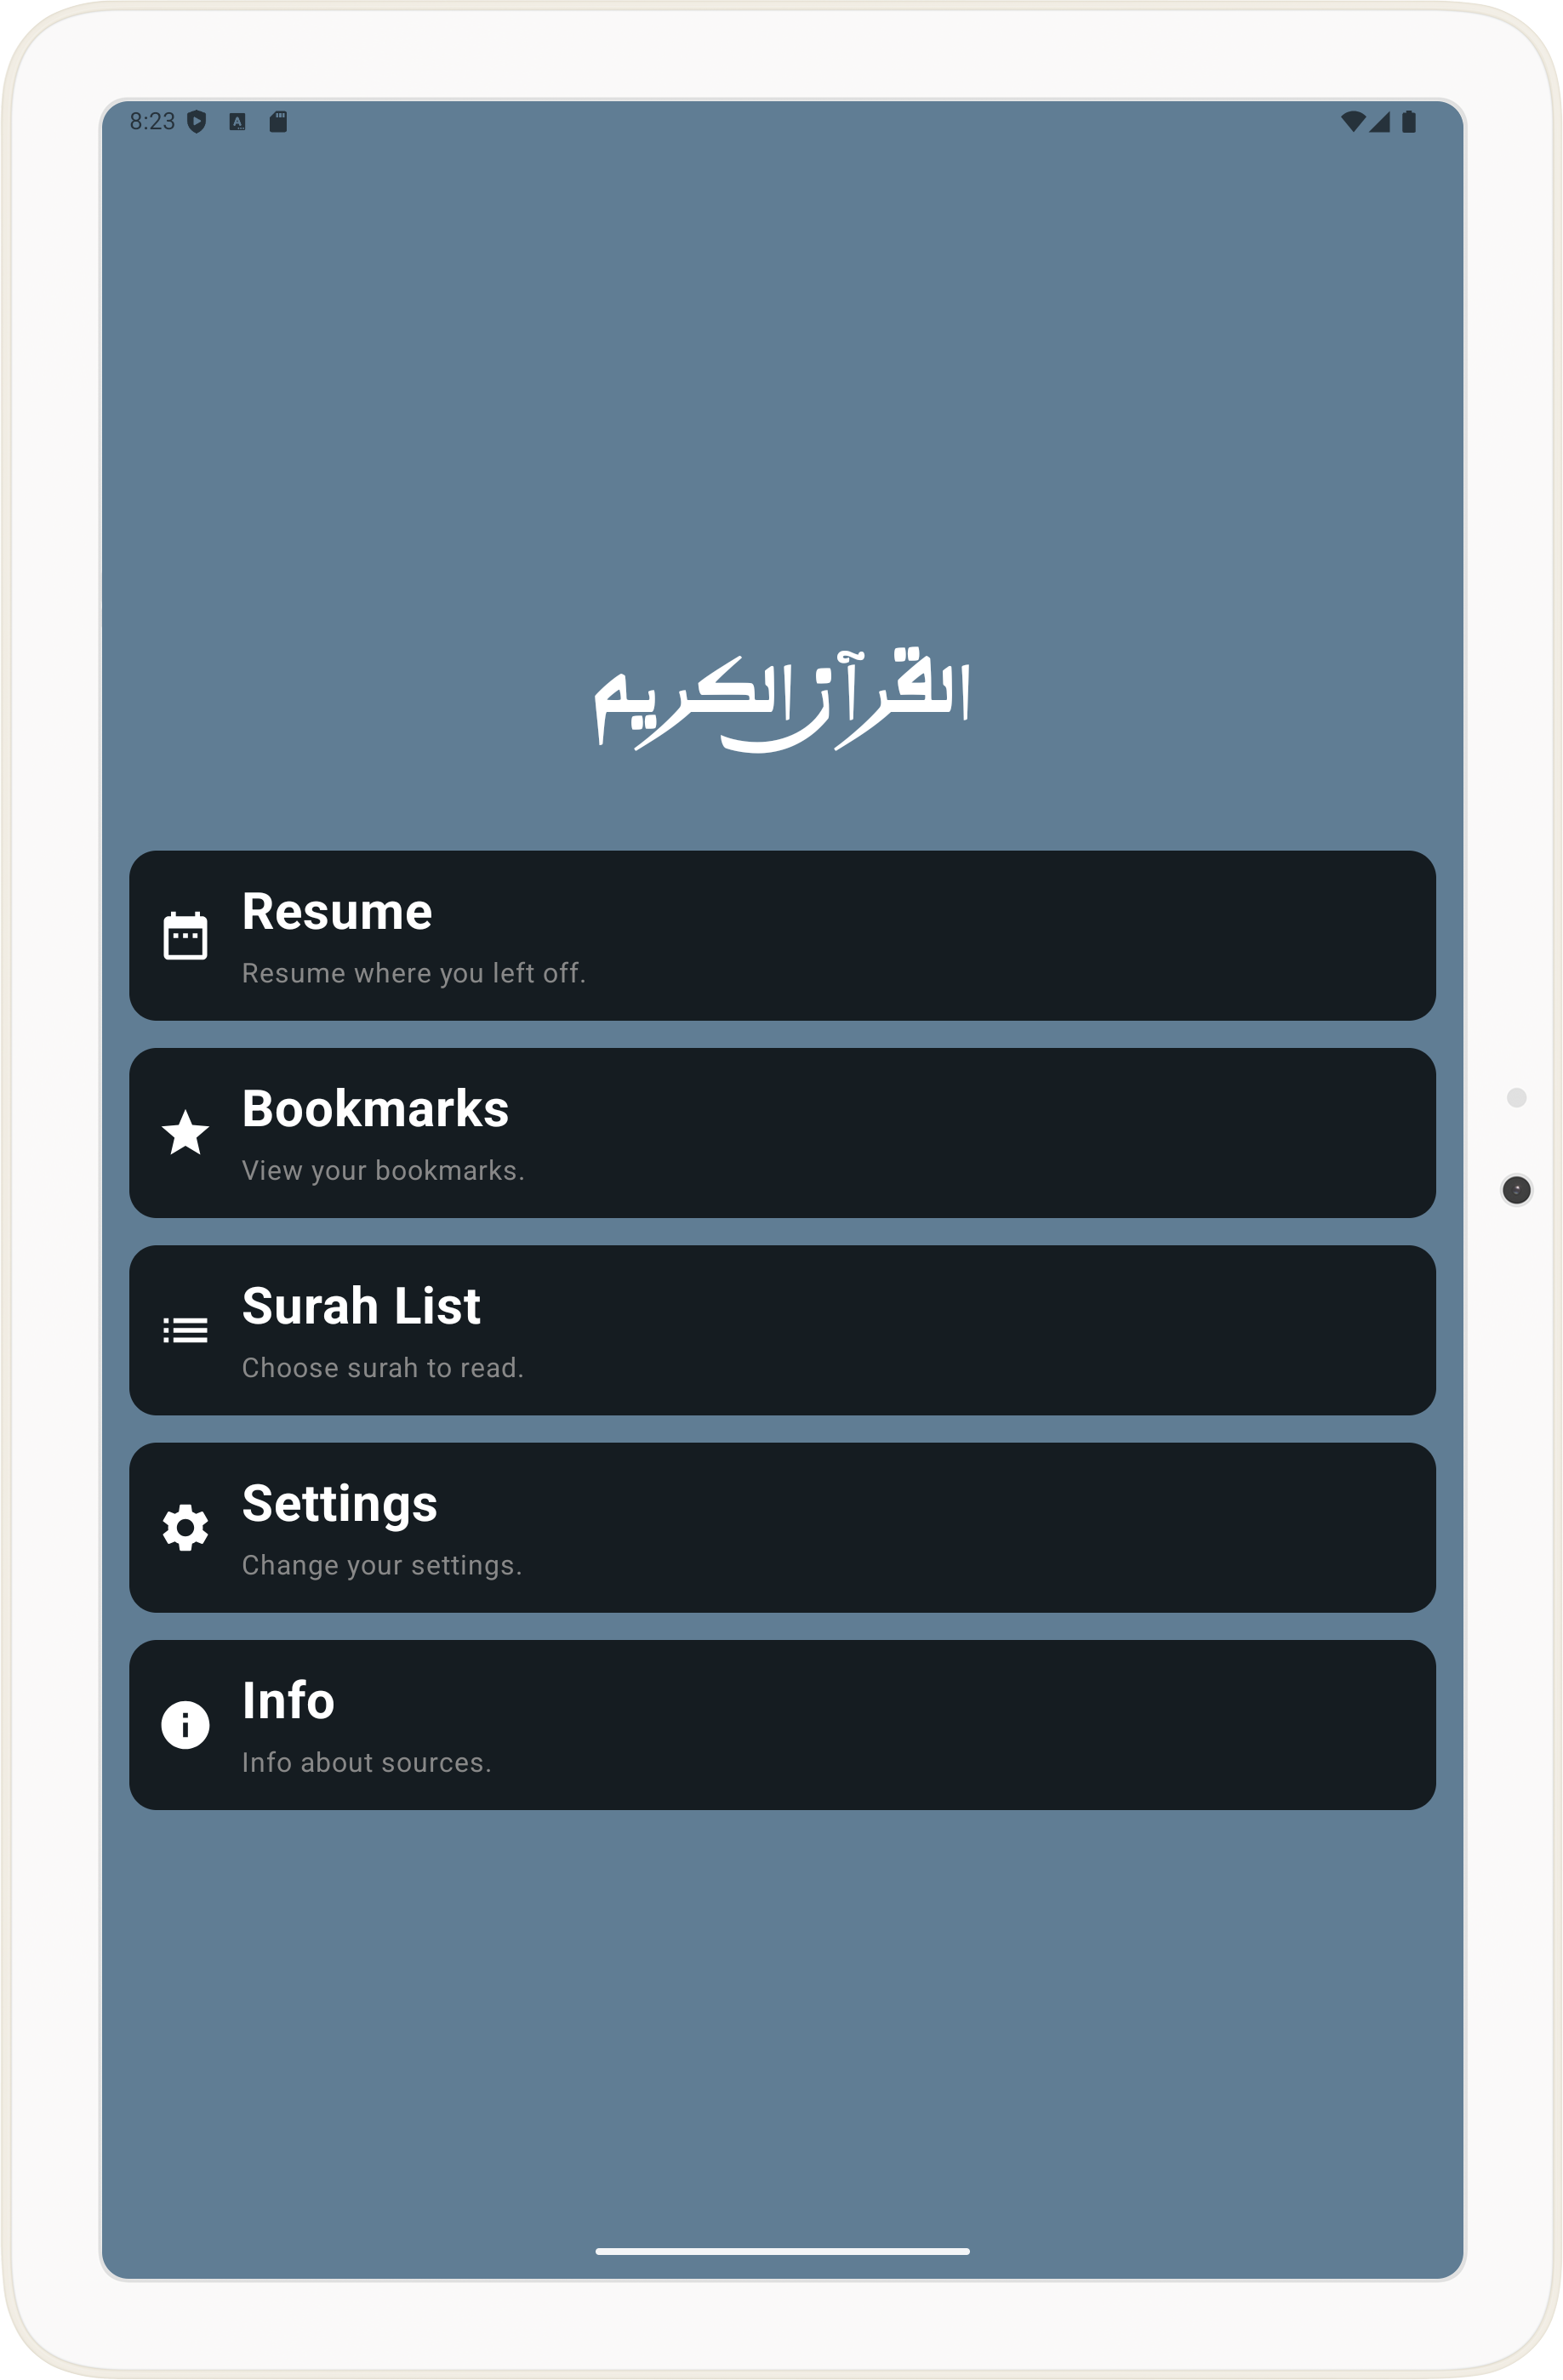 8:23
القرآن الكريم
Resume
Resume where you left off.
Bookmarks
View your bookmarks.
Surah List
Choose surah to read.
Settings
Change your settings.
Info
Info about sources.